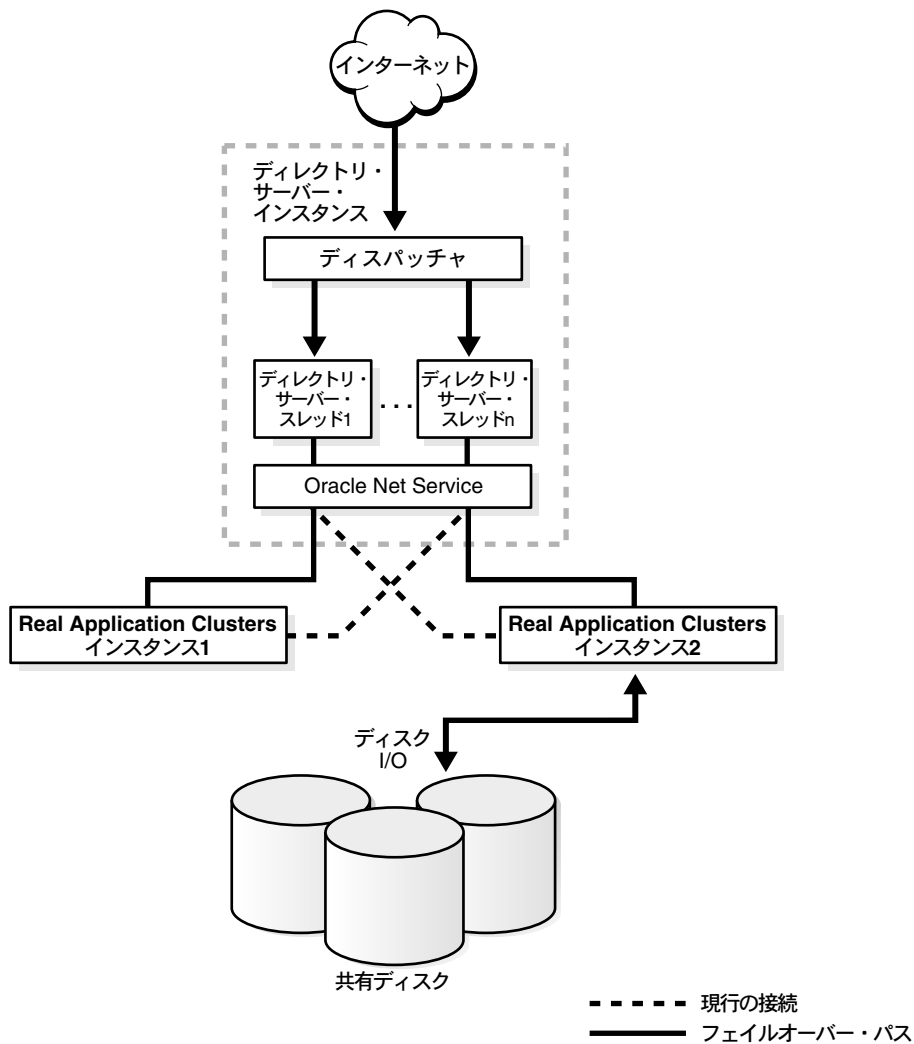 インターネット
ディレクトリ・
サーバー・
インスタンス
ディスパッチャ
ディレクトリ・
サーバー・
スレッド1
. . .
ディレクトリ・
サーバー・
スレッドn
Oracle Net Service
Real Application Clusters
インスタンス1
Real Application Clusters
インスタンス2
ディスク
I/O
共有ディスク
現行の接続
フェイルオーバー・パス